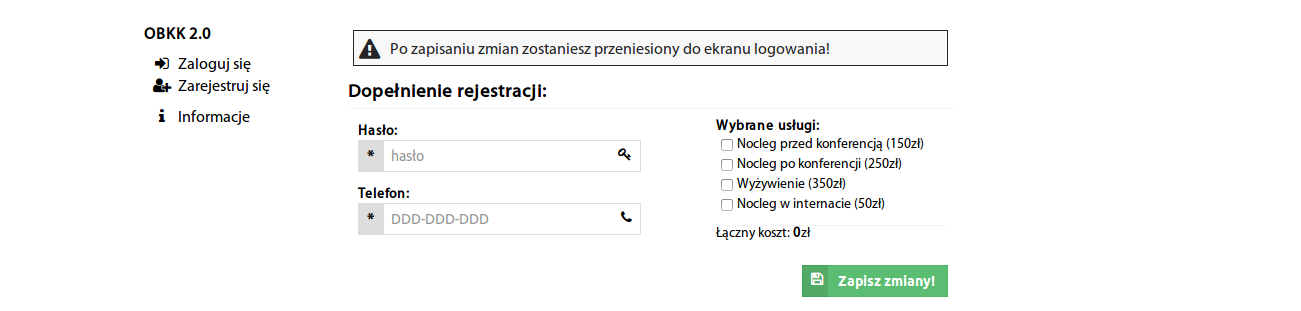 OBKK 2.0
Zaloguj się
Zarejestruj się
Informacje
Po zapisaniu zmian zostaniesz przeniesiony do ekranu logowania!
Dopełnienie rejestracji:
Hasło:
* hasło
Telefon:
* DDD-DDD-DDD
Wybrane usługi:
Nocleg przed konferencją (150zł)
Nocleg po konferencji (250zł)
Wyżywienie (350zł)
Nocleg w internacie (50zł)
Łączny koszt: 0zł
Zapisz zmiany!